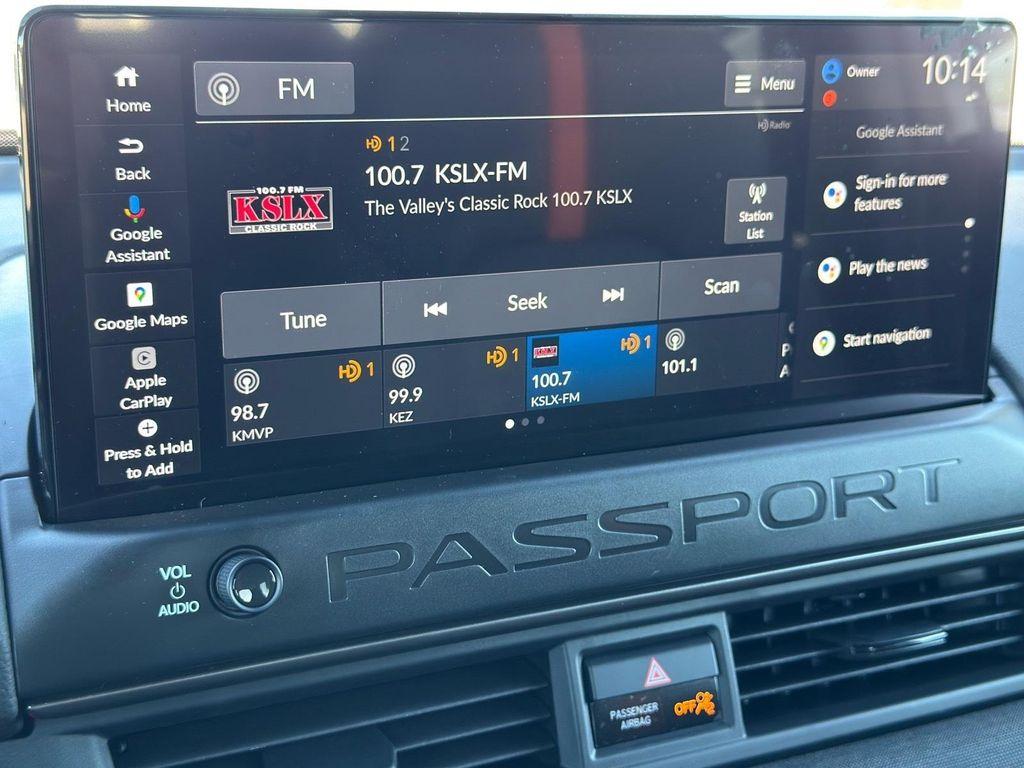 Home
Back
Google
Assistant
Google Maps
Apple
CarPlay
Press & Hold
to Add
FM
Menu
HD Radio
HD 1 2
100.7 KSLX-FM
The Valley's Classic Rock 100.7 KSLX
100.7 FM
KSLX
CLASSIC ROCK
Station
List
Tune
Seek
Scan
HD 1
98.7
KMVP
HD 1
99.9
KEZ
KSLX
HD 1
100.7
KSLX-FM
101.1
P
A
Owner
10:14
Google Assistant
Sign-in for more
features
Play the news
Start navigation
PASSPORT
VOL
AUDIO
PASSENGER
AIRBAG
OFF